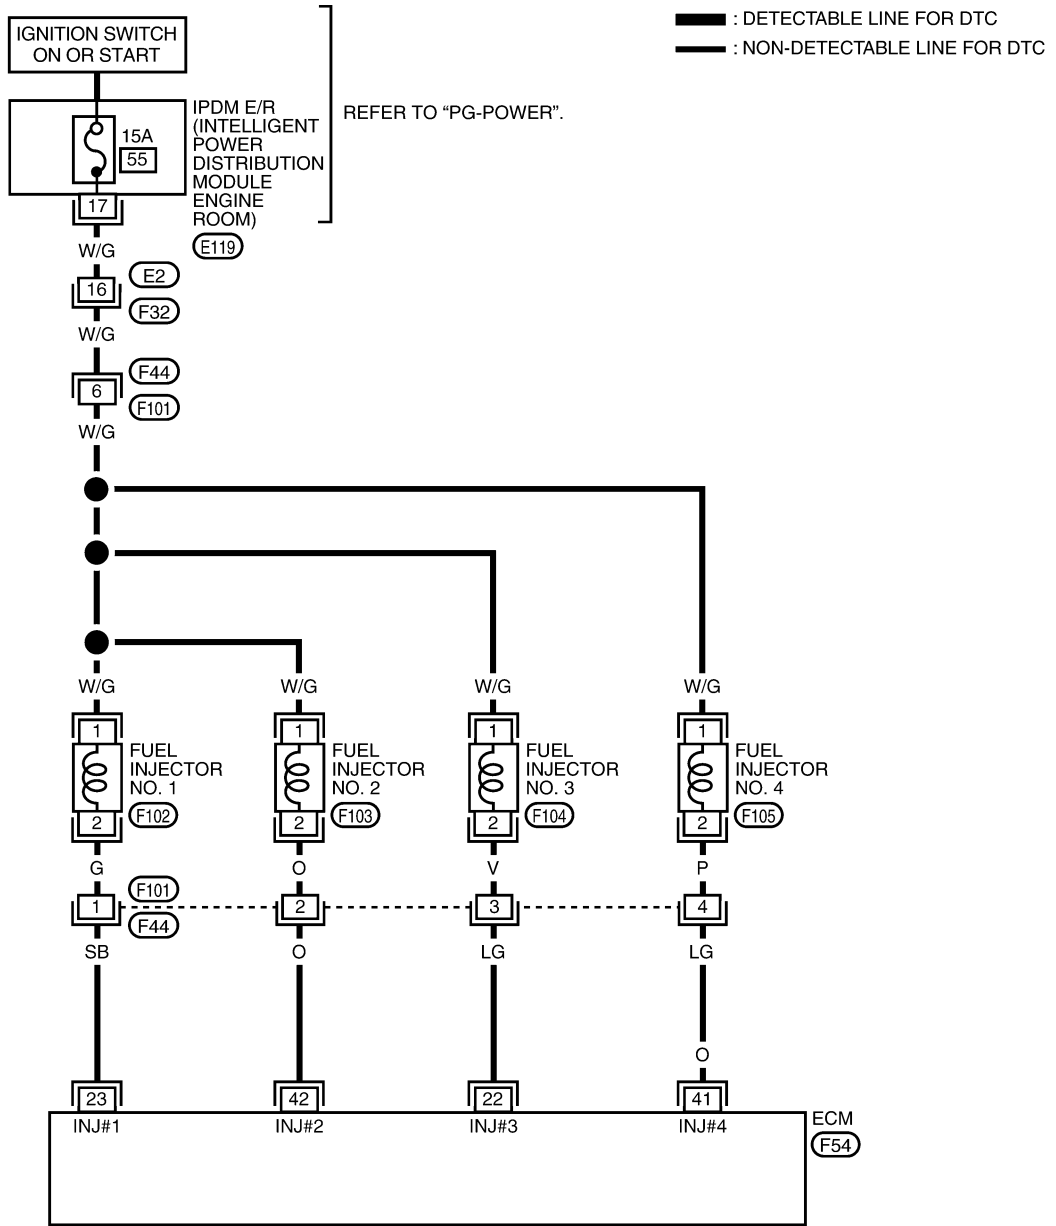 IGNITION SWITCH
ON OR START
: DETECTABLE LINE FOR DTC
: NON-DETECTABLE LINE FOR DTC
15A
55
IPDM E/R
(INTELLIGENT
POWER
DISTRIBUTION
MODULE
ENGINE
ROOM)
E119
REFER TO “PG-POWER”.
17
W/G
16
E2
F32
W/G
6
F44
F101
W/G
W/G W/G W/G W/G
1 1 1 1
FUEL
INJECTOR
NO. 1
F102
FUEL
INJECTOR
NO. 2
F103
FUEL
INJECTOR
NO. 3
F104
FUEL
INJECTOR
NO. 4
F105
2 2 2 2
G O V P
F101
1 2 3 4
F44
SB O LG LG
O
23 42 22 41
INJ#1 INJ#2 INJ#3 INJ#4
ECM
F54